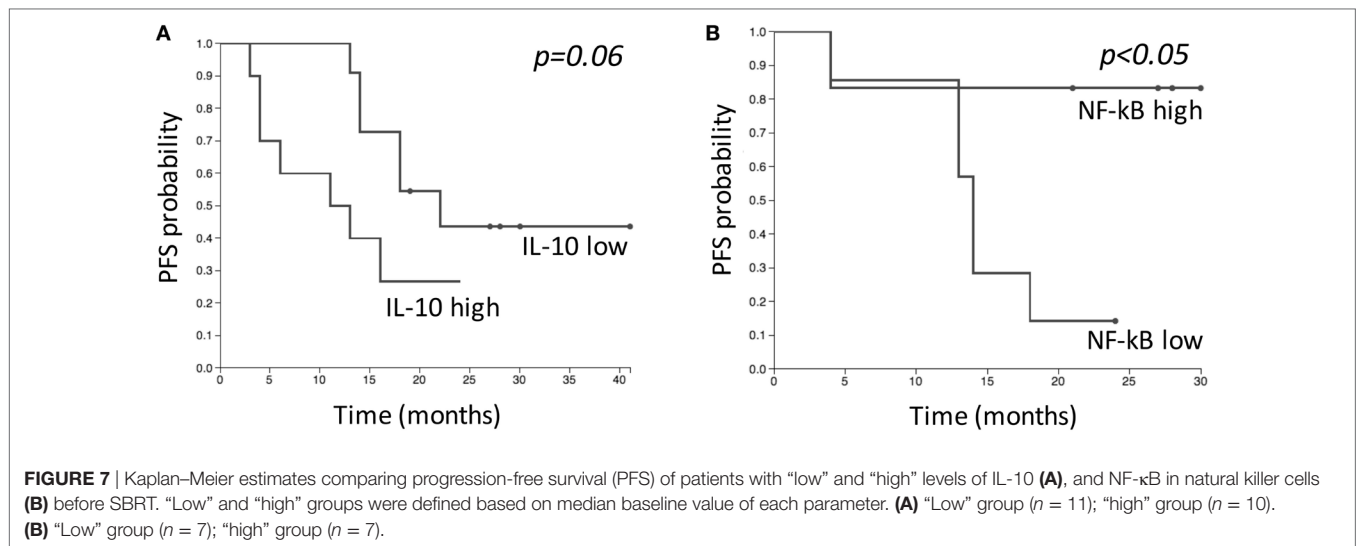 A
p=0.06
1.0
0.9
0.8
0.7
0.6
0.5
0.4
0.3
0.2
0.1
0.0
PFS probability
IL-10 low
IL-10 high
0 5 10 15 20 25 30 35 40
Time (months)
B
p<0.05
1.0
0.9
0.8
0.7
0.6
0.5
0.4
0.3
0.2
0.1
0.0
PFS probability
NF-kB high
NF-kB low
0 5 10 15 20 25 30
Time (months)
FIGURE 7 | Kaplan–Meier estimates comparing progression-free survival (PFS) of patients with “low” and “high” levels of IL-10 (A), and NF-κB in natural killer cells
(B) before SBRT. “Low” and “high” groups were defined based on median baseline value of each parameter. (A) “Low” group (n = 11); “high” group (n = 10).
(B) “Low” group (n = 7); “high” group (n = 7).